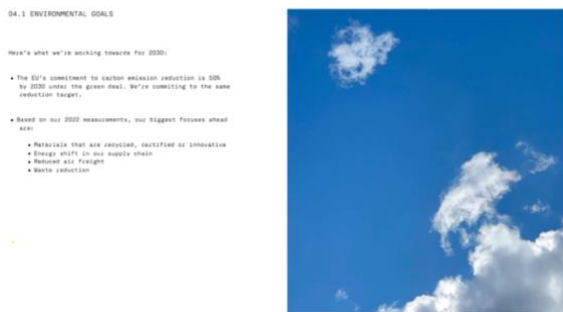 04.1 ENVIRONMENTAL GOALS
Here's what we're working towards for 2030:
• The EU's commitment to carbon emission reduction is 50%
by 2030 under the green deal. We're commiting to the same
reduction target.
• Based on our 2022 measurements, our biggest focuses ahead
are:
• Materials that are recycled, certified or innovative
• Energy shift in our supply chain
• Reduced air freight
• Waste reduction